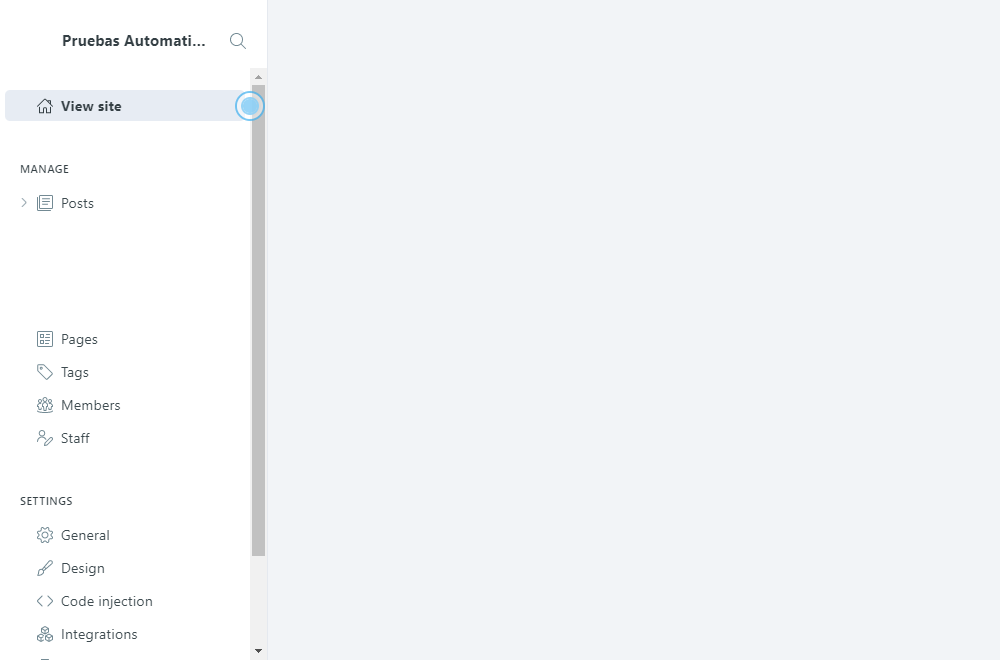 Pruebas Automati...
View site
MANAGE
Posts
Pages
Tags
Members
Staff
SETTINGS
General
Design
Code injection
Integrations